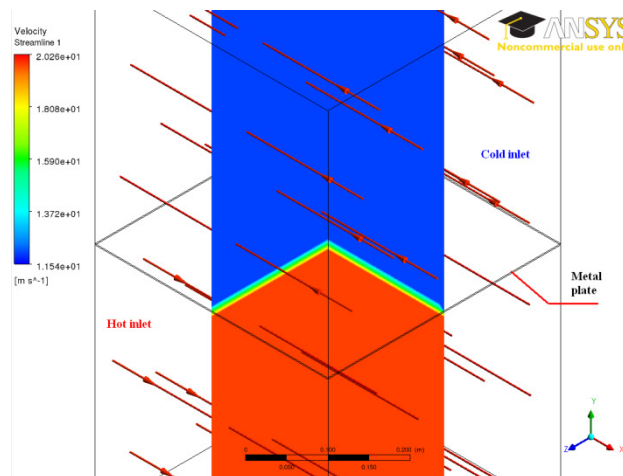 Velocity
Streamline 1
2.026e+01
1.808e+01
1.590e+01
1.372e+01
1.154e+01
[m s^-1]
ANSYS
Noncommercial use only
Cold inlet
Metal
plate
Hot inlet
0 0.100 0.200 (m)
0.050 0.150
Y
Z X